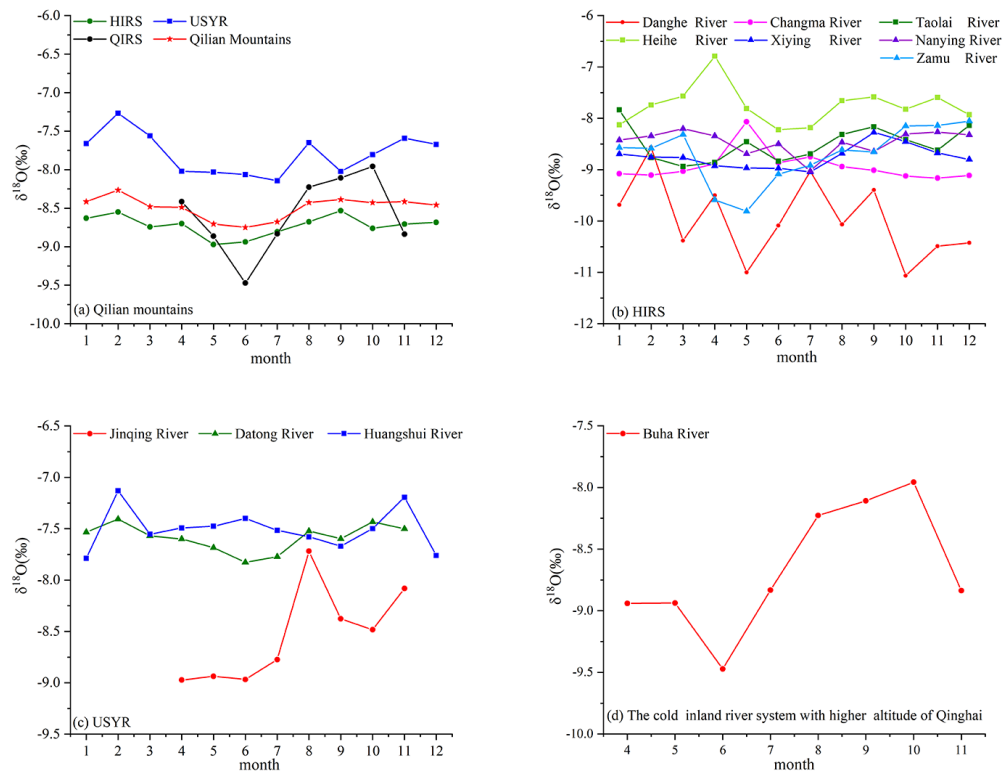 HIRS USYR
QIRS Qilian Mountains
δ¹⁸O(‰)
-6.0
-6.5
-7.0
-7.5
-8.0
-8.5
-9.0
-9.5
-10.0
(a) Qilian mountains
1 2 3 4 5 6 7 8 9 10 11 12
month
Danghe River Changma River Taolai River
Heihe River Xiying River Nanying River
Zamu River
δ¹⁸O(‰)
-6
-7
-8
-9
-10
-11
-12
(b) HIRS
1 2 3 4 5 6 7 8 9 10 11 12
month
Jinqing River Datong River Huangshui River
δ¹⁸O(‰)
-6.5
-7.0
-7.5
-8.0
-8.5
-9.0
-9.5
(c) USYR
1 2 3 4 5 6 7 8 9 10 11 12
month
Buha River
δ¹⁸O(‰)
-7.5
-8.0
-8.5
-9.0
-9.5
-10.0
(d) The cold inland river system with higher altitude of Qinghai
4 5 6 7 8 9 10 11
month